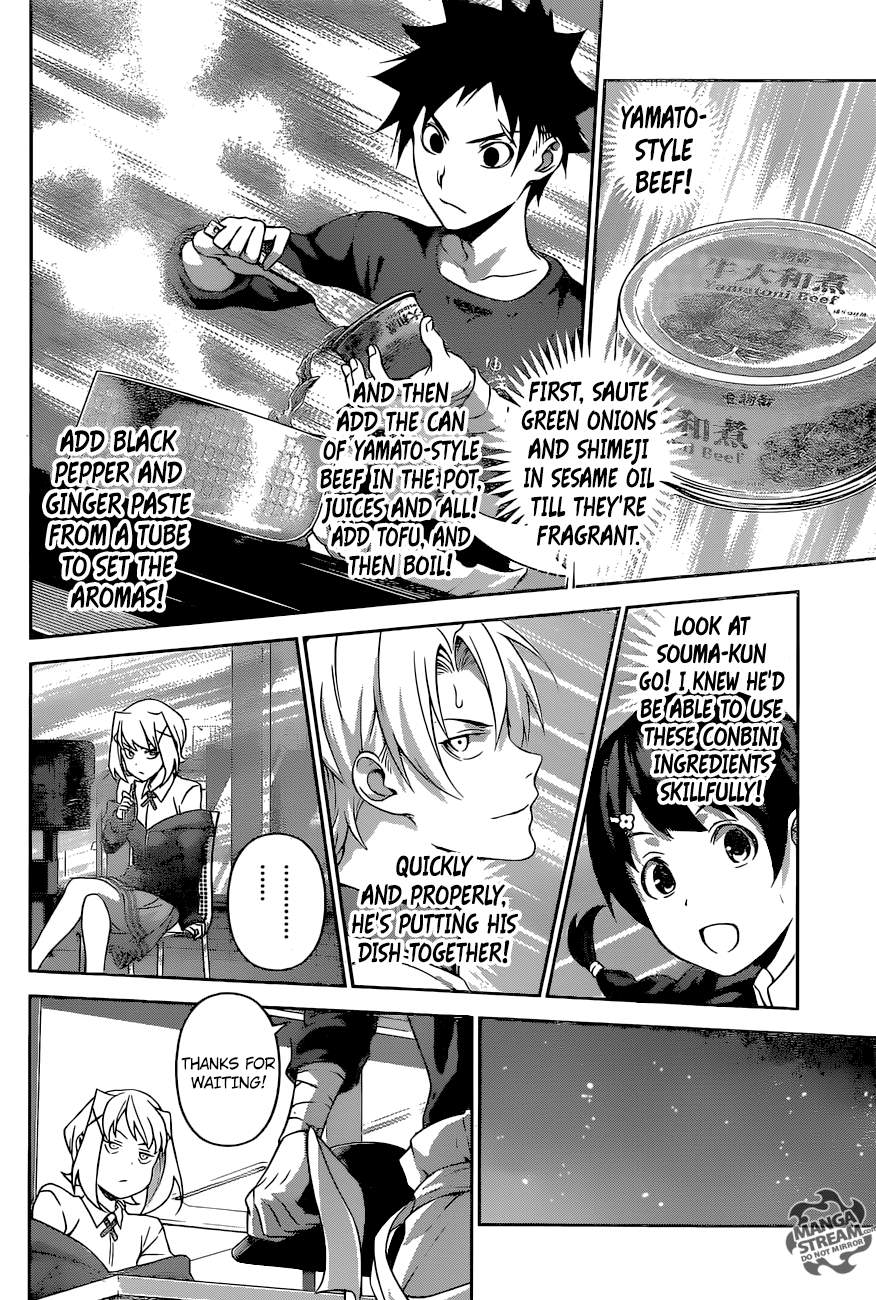 YAMATO-
STYLE
BEEF!
牛大和煮
Yamatoni Beef
和煮
Beef
FIRST, SAUTE
GREEN ONIONS
AND SHIMEJI
IN SESAME OIL
TILL THEY'RE
FRAGRANT.
AND THEN
ADD THE CAN
OF YAMATO-STYLE
BEEF IN THE POT,
JUICES AND ALL!
ADD TOFU, AND
THEN BOIL!
ADD BLACK
PEPPER AND
GINGER PASTE
FROM A TUBE
TO SET THE
AROMAS!
LOOK AT
SOUMA-KUN
GO! I KNEW HE'D
BE ABLE TO USE
THESE CONBINI
INGREDIENTS
SKILLFULLY!
QUICKLY
AND PROPERLY,
HE'S PUTTING HIS
DISH TOGETHER!
THANKS FOR
WAITING!
MANGA
STREAM.COM
DO NOT MIRROR